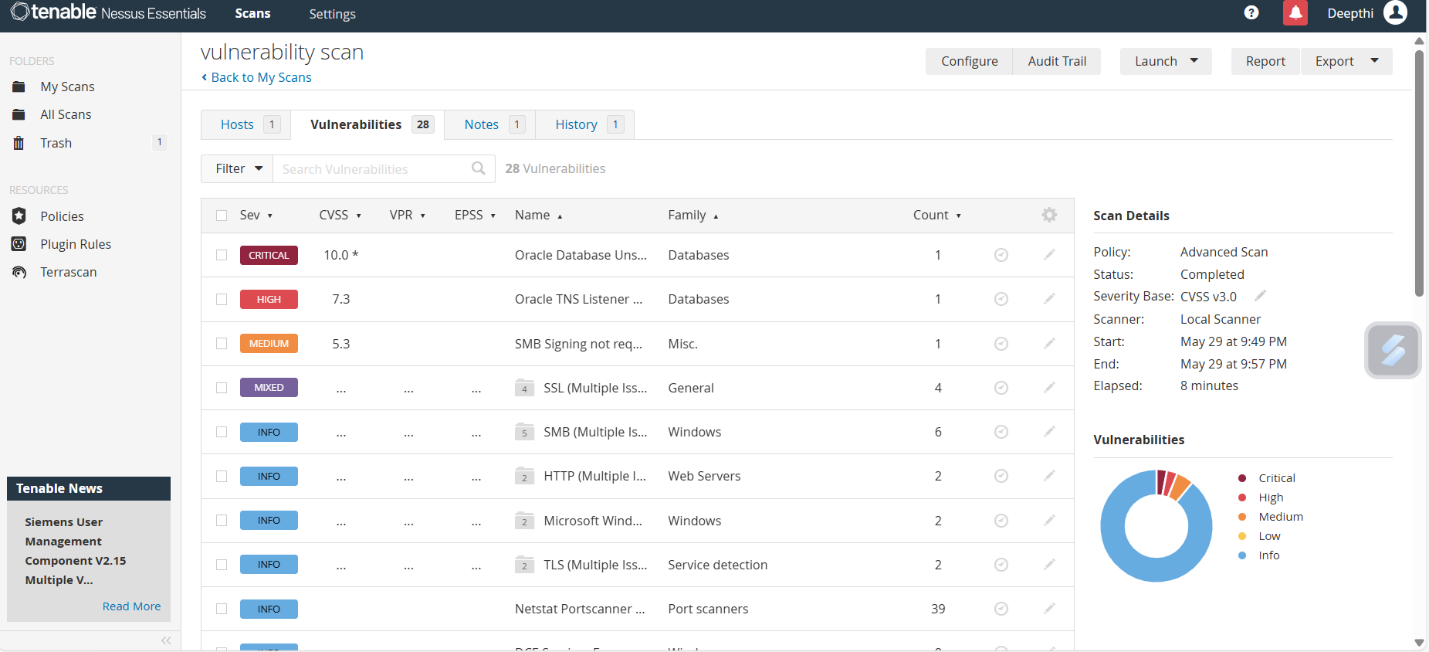 tenable Nessus Essentials Scans Settings ? Deepthi
FOLDERS
My Scans
All Scans
Trash 1
RESOURCES
Policies
Plugin Rules
Terrascan
Tenable News
Siemens User
Management
Component V2.15
Multiple V...
Read More
vulnerability scan
Back to My Scans
Configure Audit Trail Launch Report Export
Hosts 1 Vulnerabilities 28 Notes 1 History 1
Filter Search Vulnerabilities 28 Vulnerabilities
Sev CVSS VPR EPSS Name Family Count
CRITICAL 10.0 * Oracle Database Uns... Databases 1
HIGH 7.3 Oracle TNS Listener ... Databases 1
MEDIUM 5.3 SMB Signing not req... Misc. 1
MIXED ... ... ... 4 SSL (Multiple Iss... General 4
INFO ... ... ... 5 SMB (Multiple Is... Windows 6
INFO ... ... ... 2 HTTP (Multiple I... Web Servers 2
INFO ... ... ... 2 Microsoft Wind... Windows 2
INFO ... ... ... 2 TLS (Multiple Iss... Service detection 2
INFO Netstat Portscanner ... Port scanners 39
Scan Details
Policy: Advanced Scan
Status: Completed
Severity Base: CVSS v3.0
Scanner: Local Scanner
Start: May 29 at 9:49 PM
End: May 29 at 9:57 PM
Elapsed: 8 minutes
Vulnerabilities
Critical
High
Medium
Low
Info